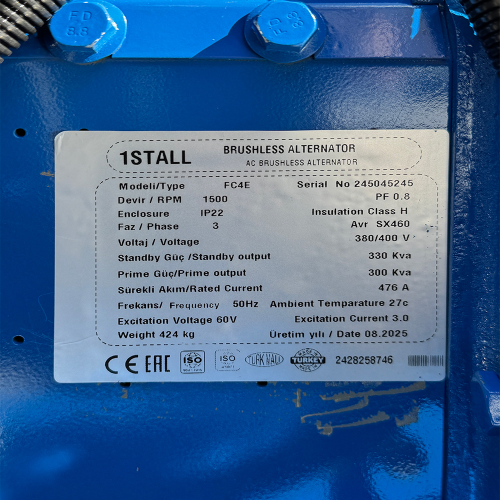 FD
8.8
FD
8.8
1STALL
BRUSHLESS ALTERNATOR
AC BRUSHLESS ALTERNATOR
Modeli/Type FC4E Serial No 245045245
Devir / RPM 1500 PF 0.8
Enclosure IP22 Insulation Class H
Faz / Phase 3 Avr SX460
Voltaj / Voltage 380/400 V
Standby Güç /Standby output 330 Kva
Prime Güç/Prime output 300 Kva
Sürekli Akım/Rated Current 476 A
Frekans/ Frequency 50Hz Ambient Temparature 27c
Excitation Voltage 60V Excitation Current 3.0
Weight 424 kg Üretim yılı / Date 08.2025
CE EAC ISO ISO TÜRK MALI TURKEY 2428258746